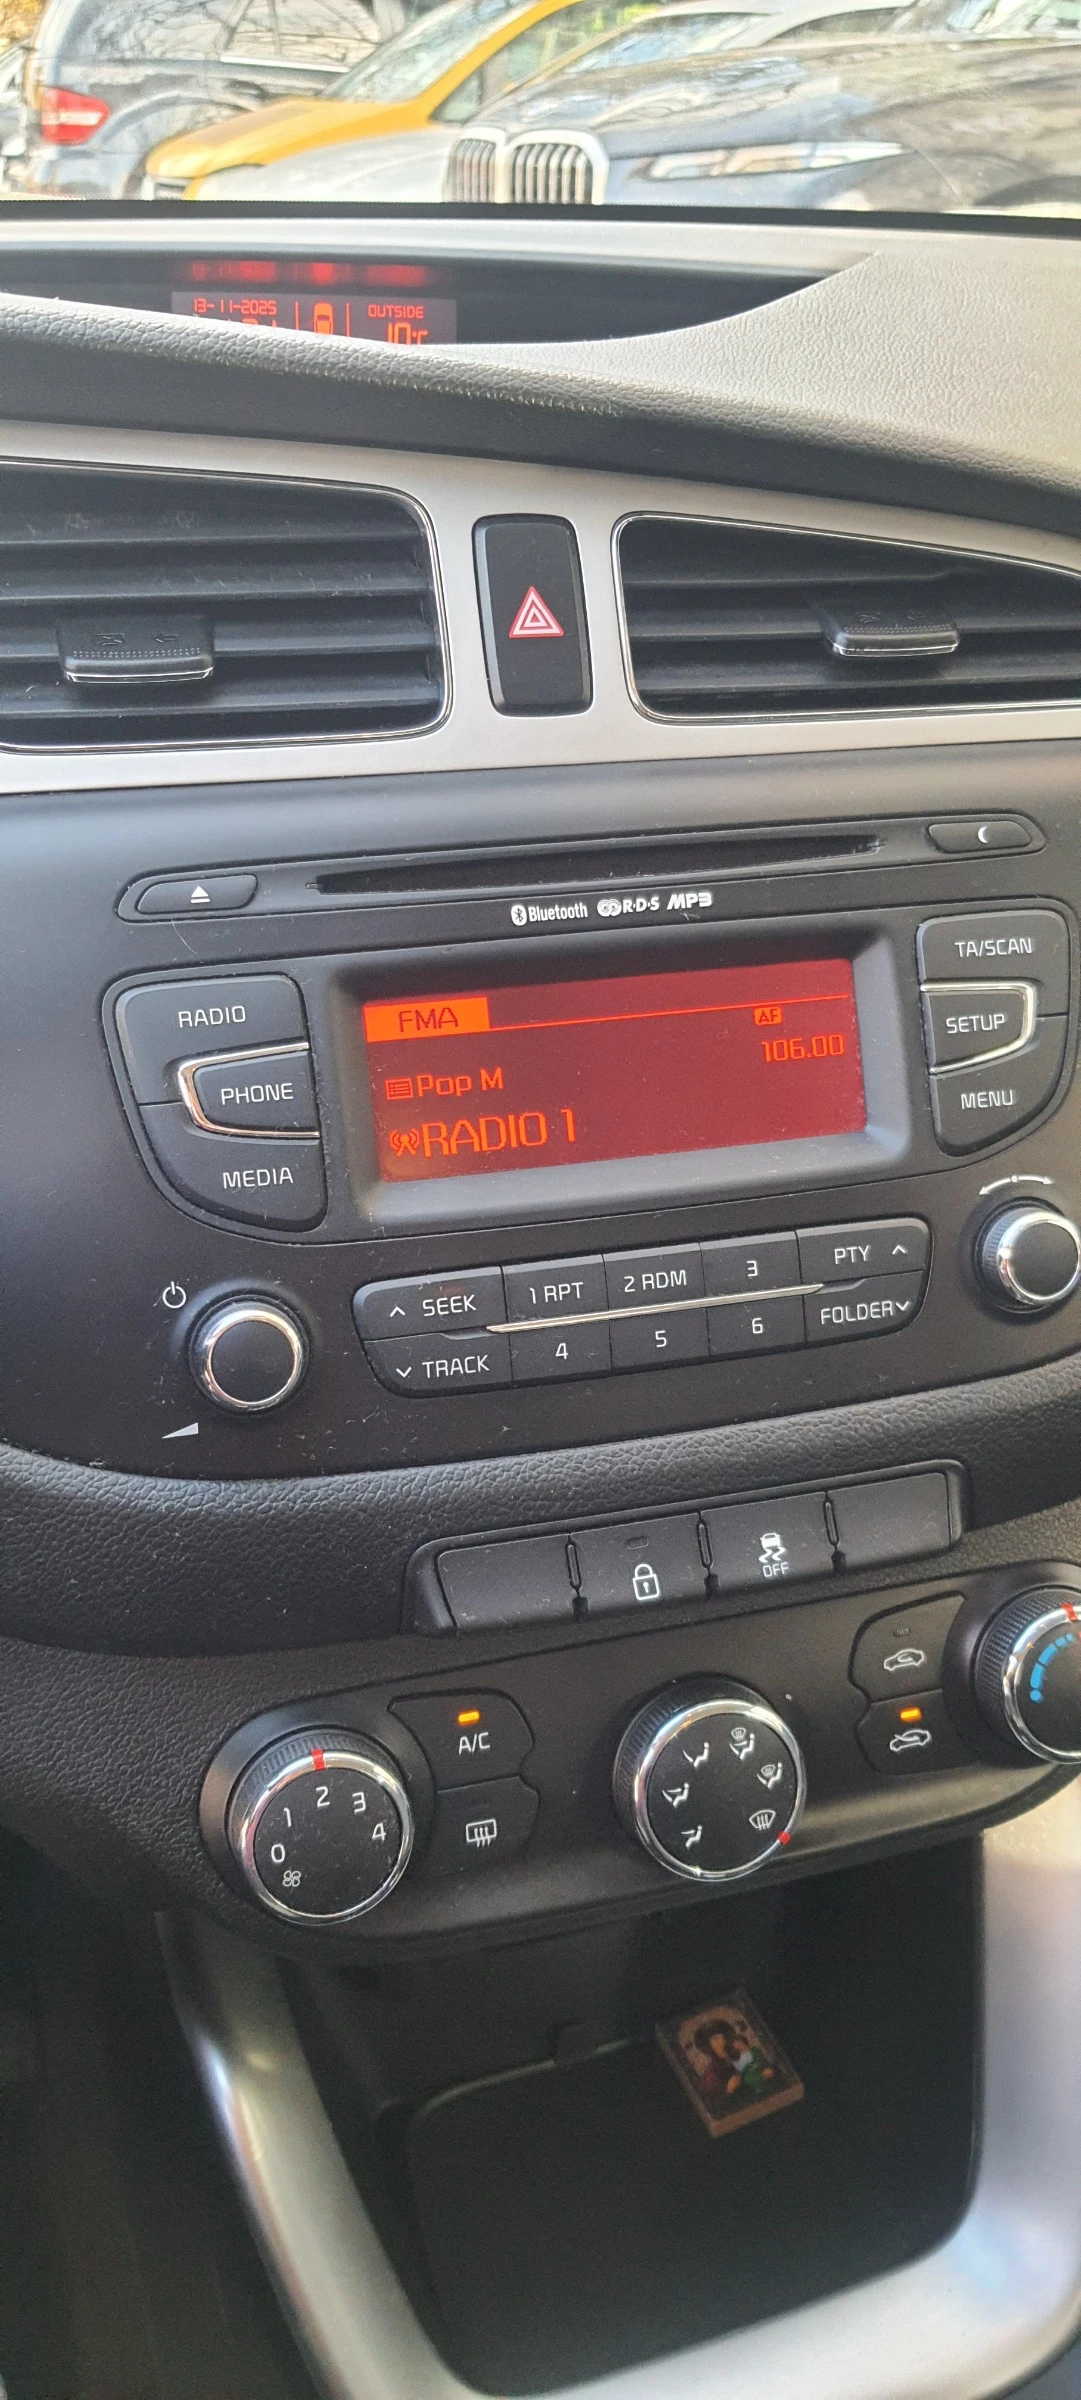 13-11-2025
OUTSIDE
10°C
Bluetooth R·D·S MP3
TA/SCAN
RADIO
FMA
AF
SETUP
106.00
PHONE
Pop M
MENU
RADIO 1
MEDIA
SEEK
1 RPT
2 RDM
3
PTY
TRACK
4
5
6
FOLDER
OFF
A/C
0
1
2
3
4